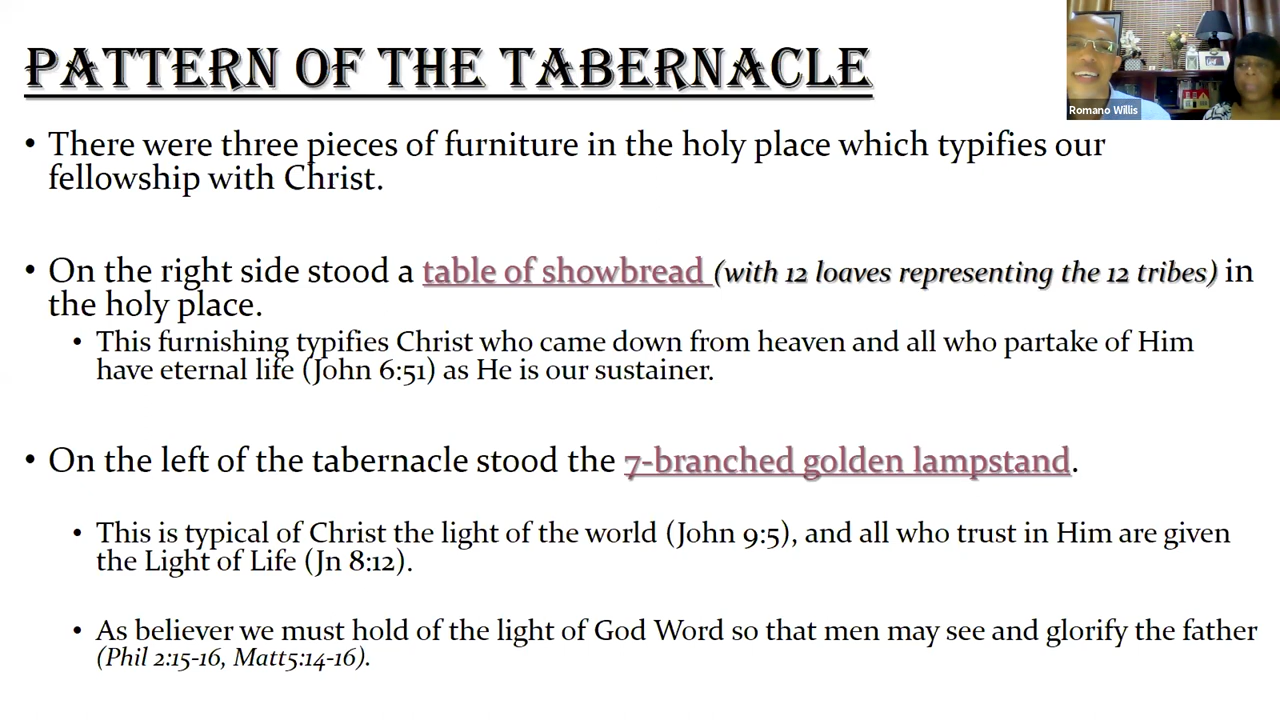 PATTERN OF THE TABERNACLE
Romano Willis
• There were three pieces of furniture in the holy place which typifies our
fellowship with Christ.
• On the right side stood a table of showbread (with 12 loaves representing the 12 tribes) in
the holy place.
• This furnishing typifies Christ who came down from heaven and all who partake of Him
have eternal life (John 6:51) as He is our sustainer.
• On the left of the tabernacle stood the 7-branched golden lampstand.
• This is typical of Christ the light of the world (John 9:5), and all who trust in Him are given
the Light of Life (Jn 8:12).
• As believer we must hold of the light of God Word so that men may see and glorify the father
(Phil 2:15-16, Matt5:14-16).